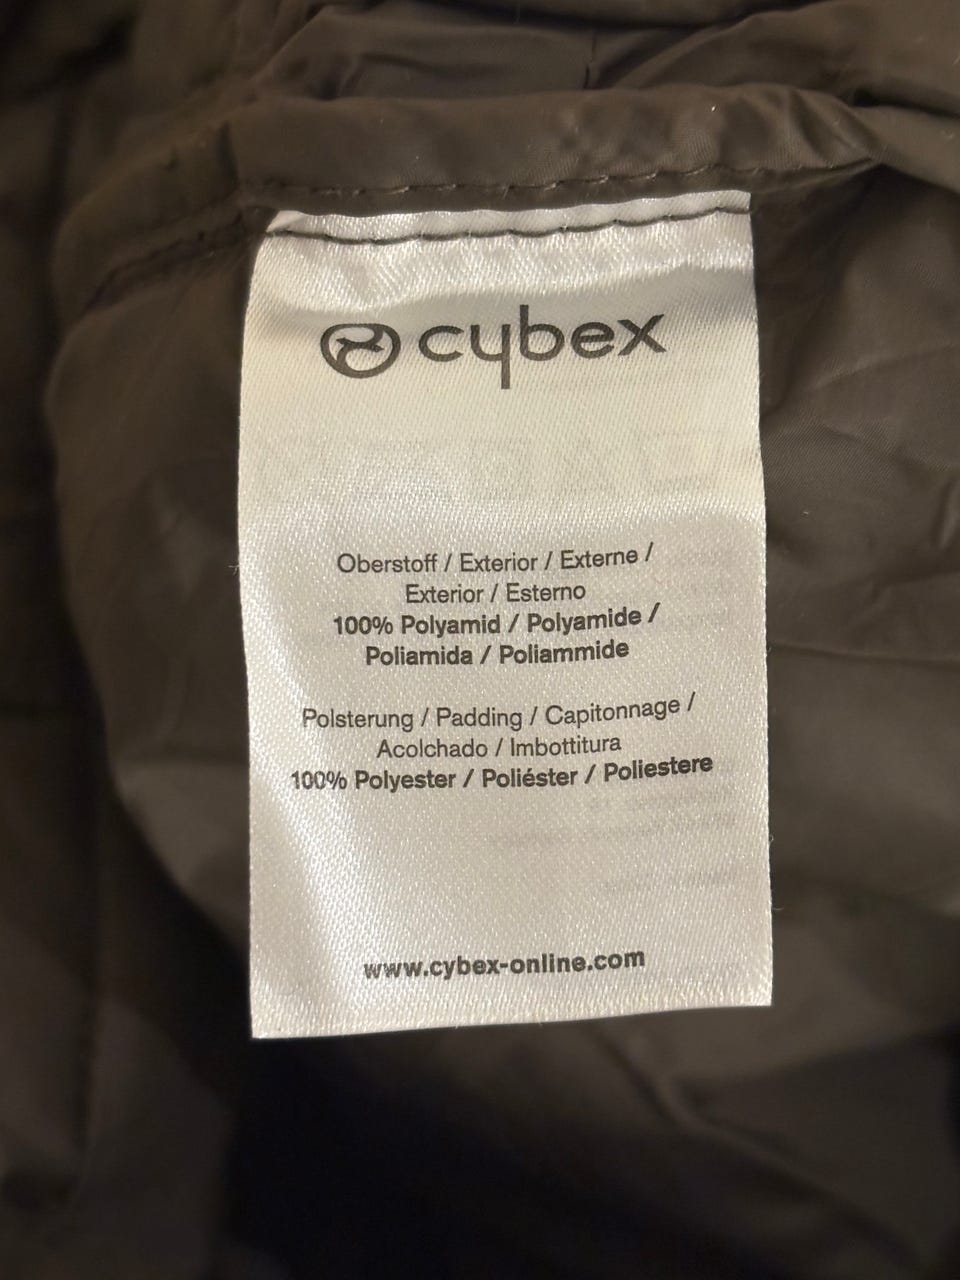 cybex
Oberstoff / Exterior / Externe /
Exterior / Esterno
100% Polyamid / Polyamide /
Poliamida / Poliammide
Polsterung / Padding / Capitonnage /
Acolchado / Imbottitura
100% Polyester / Poliéster / Poliestere
www.cybex-online.com